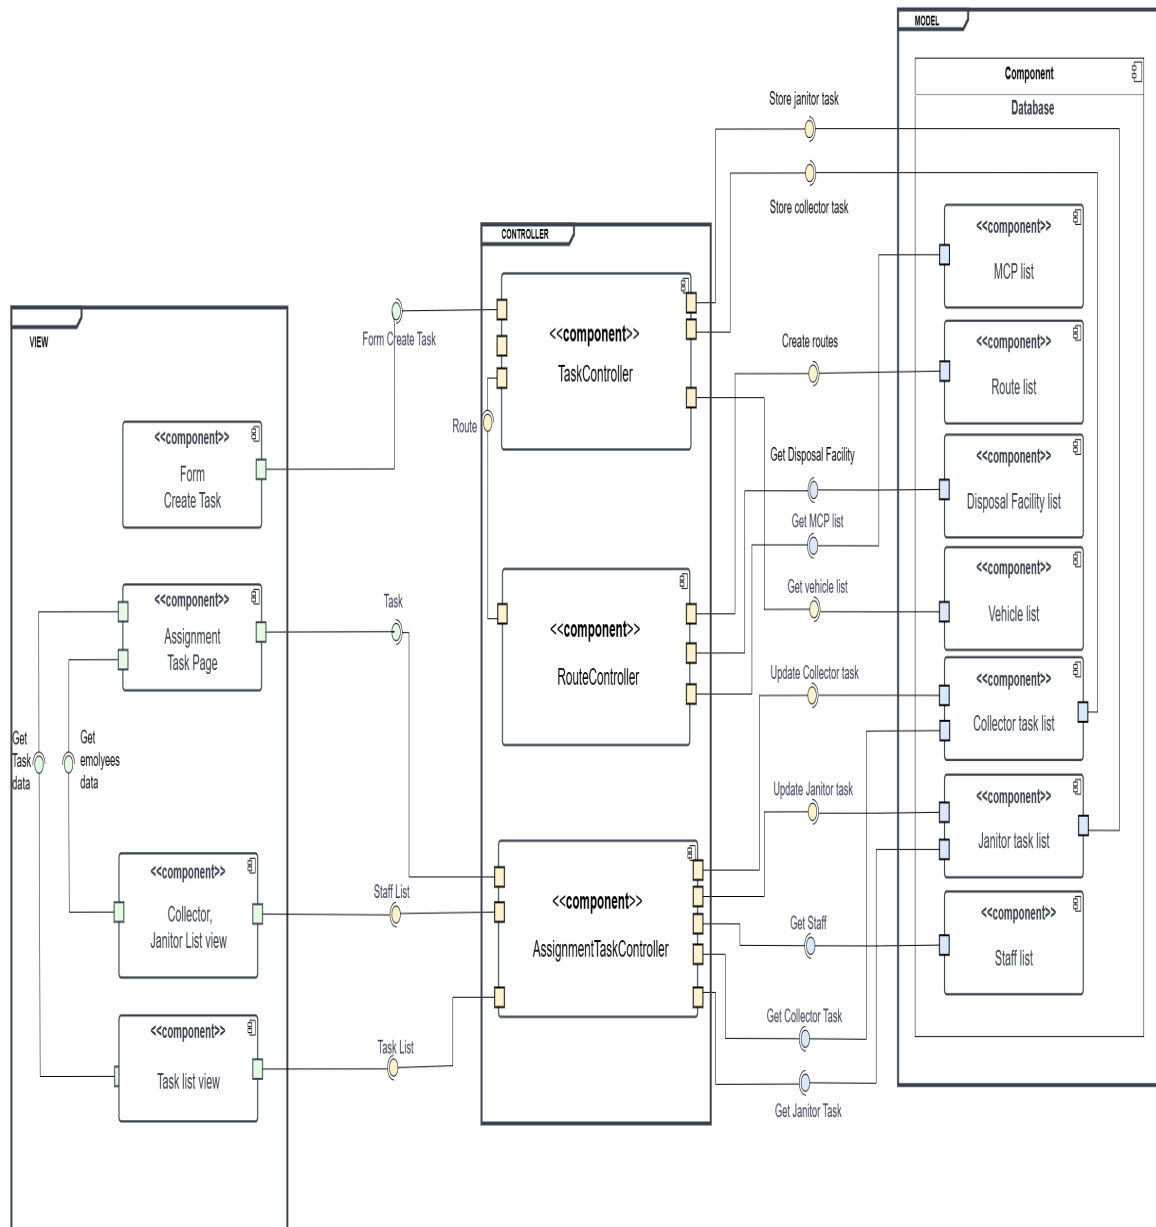 MODEL
Component
Database
Store janitor task
Store collector task
<<component>>
MCP list
CONTROLLER
<<component>>
TaskController
Form Create Task
Create routes
<<component>>
Route list
VIEW
<<component>>
Form
Create Task
Route
Get Disposal Facility
<<component>>
Disposal Facility list
Get MCP list
<<component>>
Assignment
Task Page
Task
<<component>>
RouteController
Get vehicle list
<<component>>
Vehicle list
Update Collector task
<<component>>
Collector task list
Get
Task
data
Get
emolyees
data
Update Janitor task
<<component>>
Janitor task list
<<component>>
Collector,
Janitor List view
Staff List
<<component>>
AssignmentTaskController
Get Staff
<<component>>
Staff list
<<component>>
Task list view
Task List
Get Collector Task
Get Janitor Task